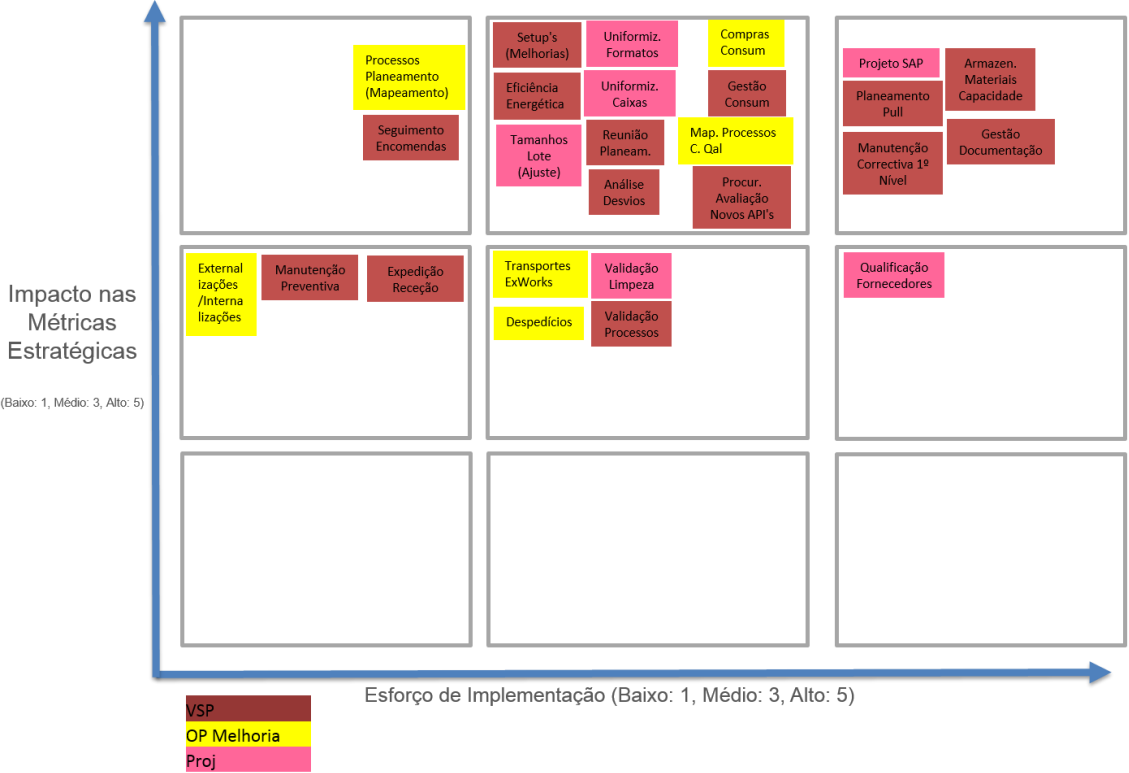 Processos
Planeamento
(Mapeamento)
Seguimento
Encomendas
Setup's
(Melhorias)
Eficiência
Energética
Tamanhos
Lote
(Ajuste)
Uniformiz.
Formatos
Uniformiz.
Caixas
Reunião
Planeam.
Análise
Desvios
Compras
Consum
Gestão
Consum
Map. Processos
C. Qal
Procur.
Avaliação
Novos API's
Projeto SAP
Planeamento
Pull
Manutenção
Correctiva 1º
Nível
Armazen.
Materiais
Capacidade
Gestão
Documentação
Impacto nas
Métricas
Estratégicas
(Baixo: 1, Médio: 3, Alto: 5)
External
izações
/Interna
lizações
Manutenção
Preventiva
Expedição
Receção
Transportes
ExWorks
Despedícios
Validação
Limpeza
Validação
Processos
Qualificação
Fornecedores
Esforço de Implementação (Baixo: 1, Médio: 3, Alto: 5)
VSP
OP Melhoria
Proj